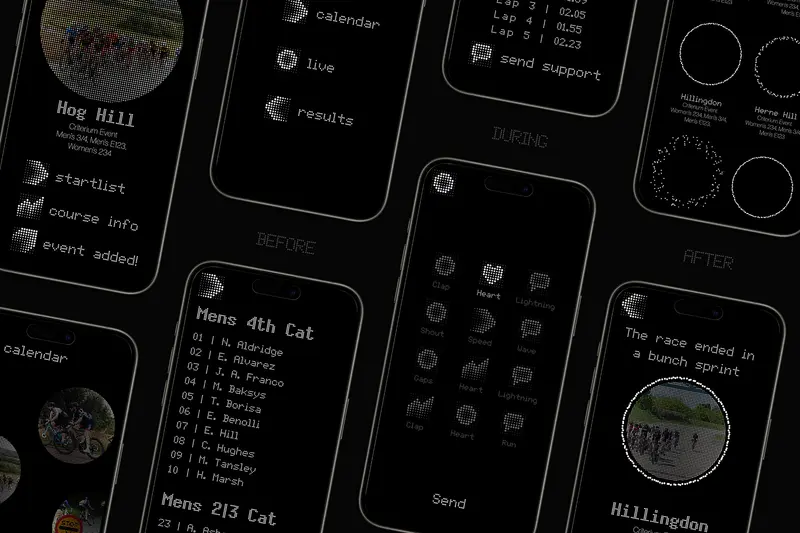 Hog Hill
Criterium Event
Men's 3/4, Men's E123,
Women's 234
startlist
course info
event added!
calendar
live
results
BEFORE
calendar
Mens 4th Cat
01 | N. Aldridge
02 | E. Alvarez
03 | J. A. Franco
04 | M. Baksys
05 | T. Borisa
06 | E. Benolli
07 | E. Hill
08 | C. Hughes
09 | M. Tansley
10 | H. Marsh
Mens 2|3 Cat
23 | A.
Lap 3 | 02.05
Lap 4 | 01.55
Lap 5 | 02.23
send support
DURING
Clap
Heart
Lightning
Shout
Speed
Wave
Gaps
Heart
Lightning
Clap
Heart
Run
Send
Hillingdon
Criterium Event
Women's 234, Men's E123,
Men's 3/4
Herne Hill
AFTER
The race ended in
a bunch sprint
Hillingdon